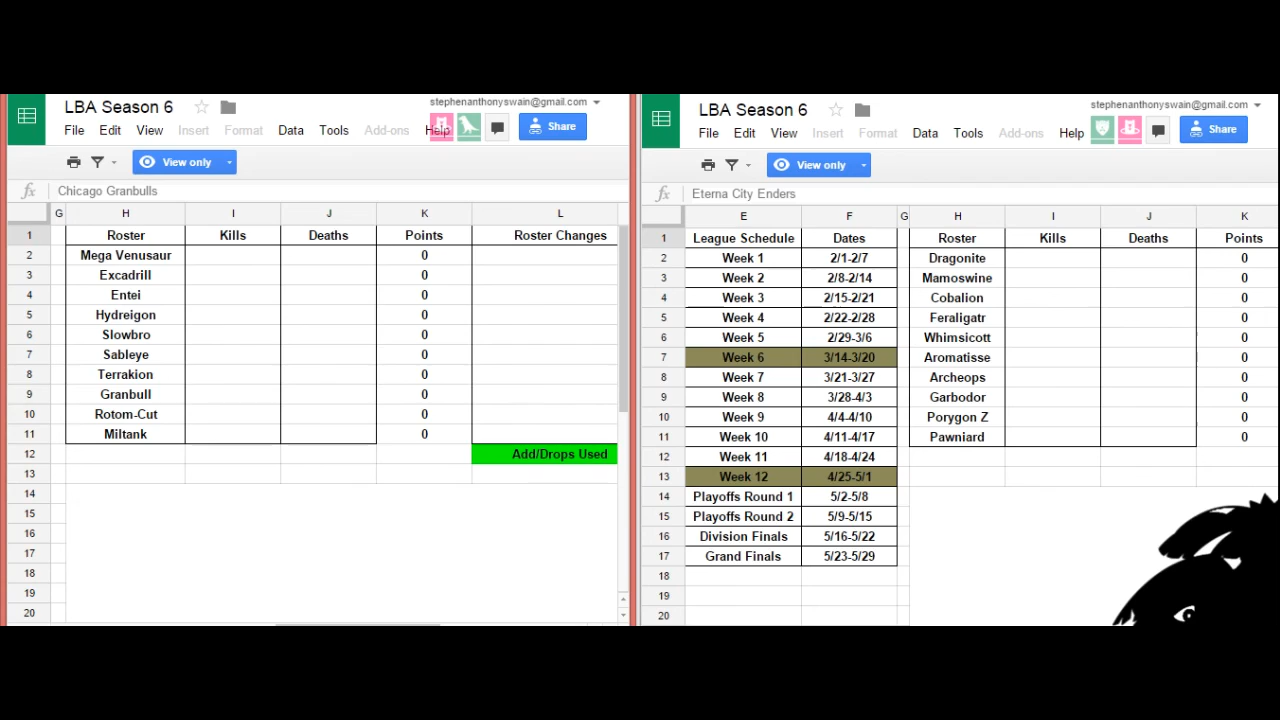 LBA Season 6
stephenanthonyswain@gmail.com
File Edit View Insert Format Data Tools Add-ons Help
Share
View only
fx Chicago Granbulls
G H I J K L
1 Roster Kills Deaths Points Roster Changes
2 Mega Venusaur 0
3 Excadrill 0
4 Entei 0
5 Hydreigon 0
6 Slowbro 0
7 Sableye 0
8 Terrakion 0
9 Granbull 0
10 Rotom-Cut 0
11 Miltank 0
12 Add/Drops Used
13
14
15
16
17
18
19
20
LBA Season 6
stephenanthonyswain@gmail.com
File Edit View Insert Format Data Tools Add-ons Help
Share
View only
fx Eterna City Enders
E F G H I J K
1 League Schedule Dates Roster Kills Deaths Points
2 Week 1 2/1-2/7 Dragonite 0
3 Week 2 2/8-2/14 Mamoswine 0
4 Week 3 2/15-2/21 Cobalion 0
5 Week 4 2/22-2/28 Feraligatr 0
6 Week 5 2/29-3/6 Whimsicott 0
7 Week 6 3/14-3/20 Aromatisse 0
8 Week 7 3/21-3/27 Archeops 0
9 Week 8 3/28-4/3 Garbodor 0
10 Week 9 4/4-4/10 Porygon Z 0
11 Week 10 4/11-4/17 Pawniard 0
12 Week 11 4/18-4/24
13 Week 12 4/25-5/1
14 Playoffs Round 1 5/2-5/8
15 Playoffs Round 2 5/9-5/15
16 Division Finals 5/16-5/22
17 Grand Finals 5/23-5/29
18
19
20